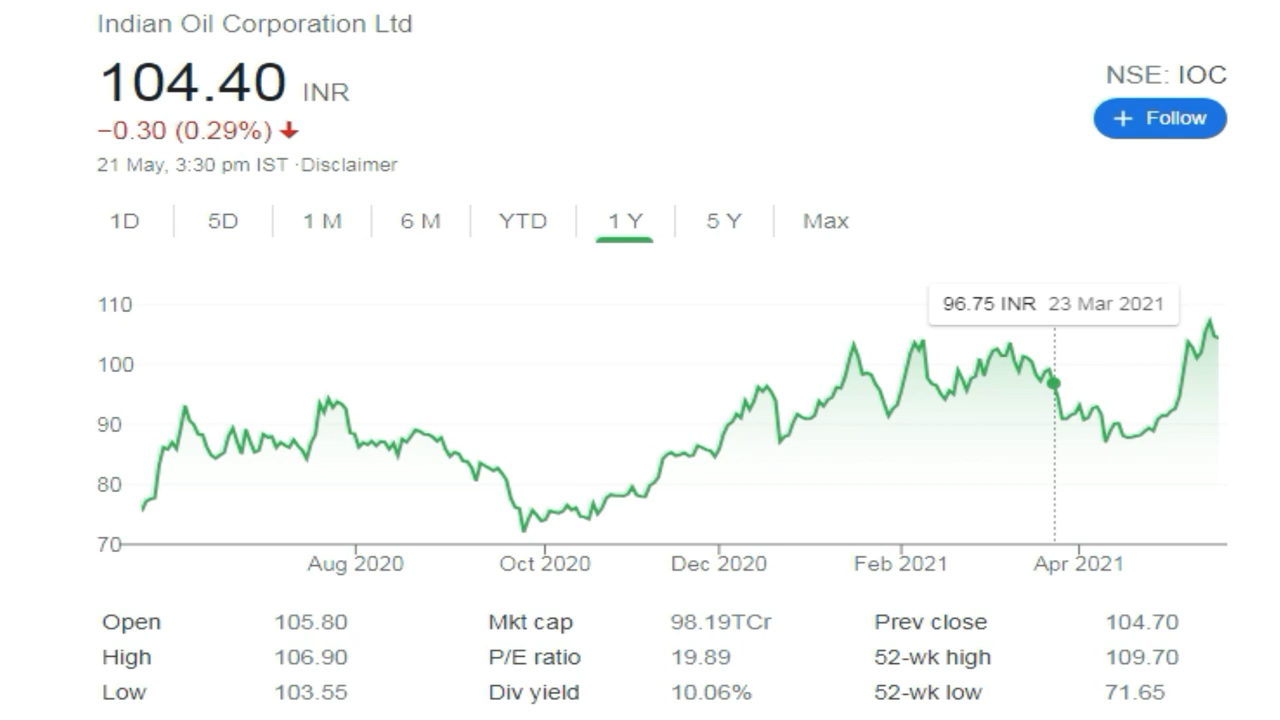 Indian Oil Corporation Ltd
104.40 INR
NSE: IOC
−0.30 (0.29%)
+ Follow
21 May, 3:30 pm IST ·Disclaimer
1D 5D 1 M 6 M YTD 1 Y 5 Y Max
96.75 INR 23 Mar 2021
110
100
90
80
70
Aug 2020 Oct 2020 Dec 2020 Feb 2021 Apr 2021
Open 105.80 Mkt cap 98.19TCr Prev close 104.70
High 106.90 P/E ratio 19.89 52-wk high 109.70
Low 103.55 Div yield 10.06% 52-wk low 71.65